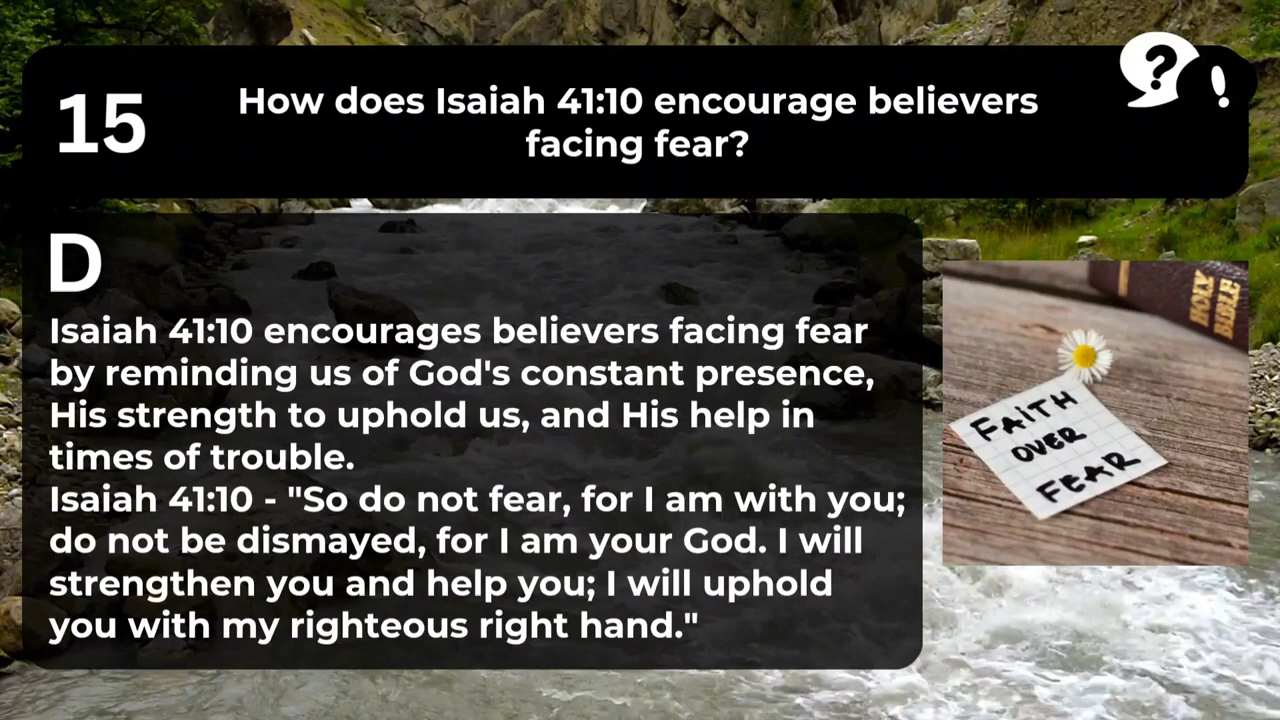 15
How does Isaiah 41:10 encourage believers
facing fear?
?
!
D
Isaiah 41:10 encourages believers facing fear
by reminding us of God's constant presence,
His strength to uphold us, and His help in
times of trouble.
Isaiah 41:10 - "So do not fear, for I am with you;
do not be dismayed, for I am your God. I will
strengthen you and help you; I will uphold
you with my righteous right hand."
HOLY
BIBLE
FAITH
OVER
FEAR